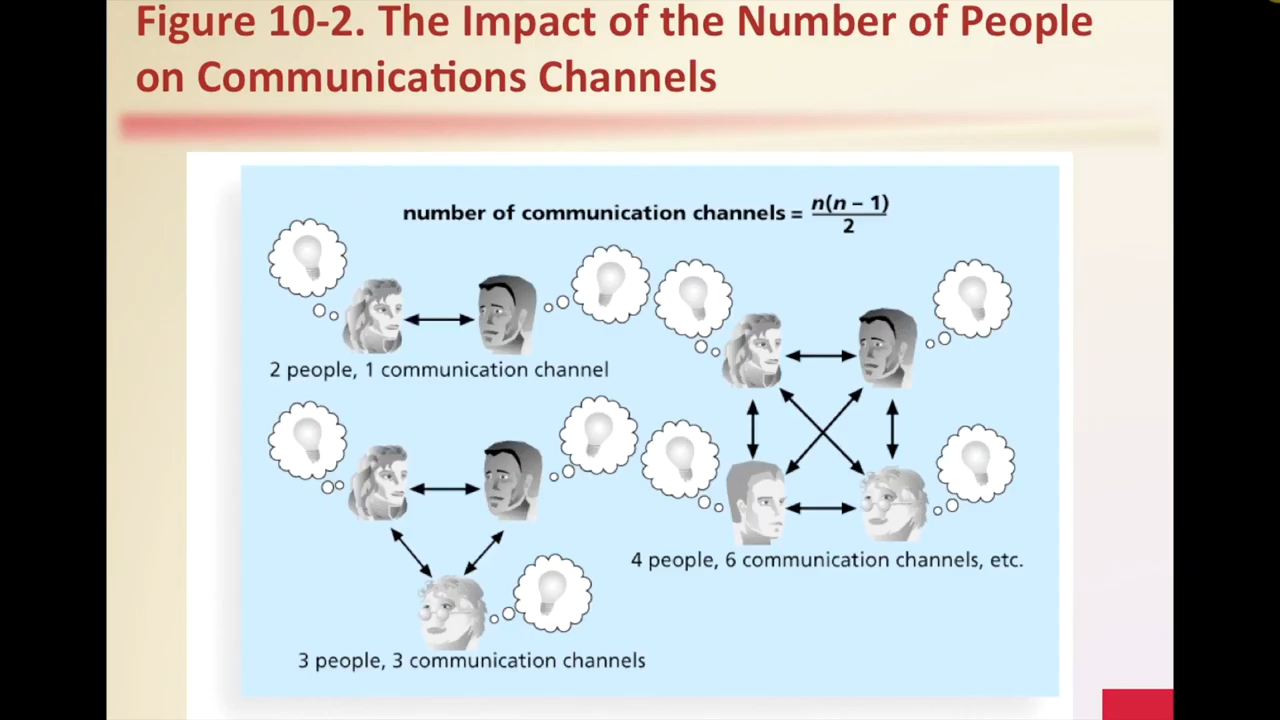 Figure 10-2. The Impact of the Number of People
on Communications Channels
number of communication channels = n(n – 1)
2
2 people, 1 communication channel
4 people, 6 communication channels, etc.
3 people, 3 communication channels